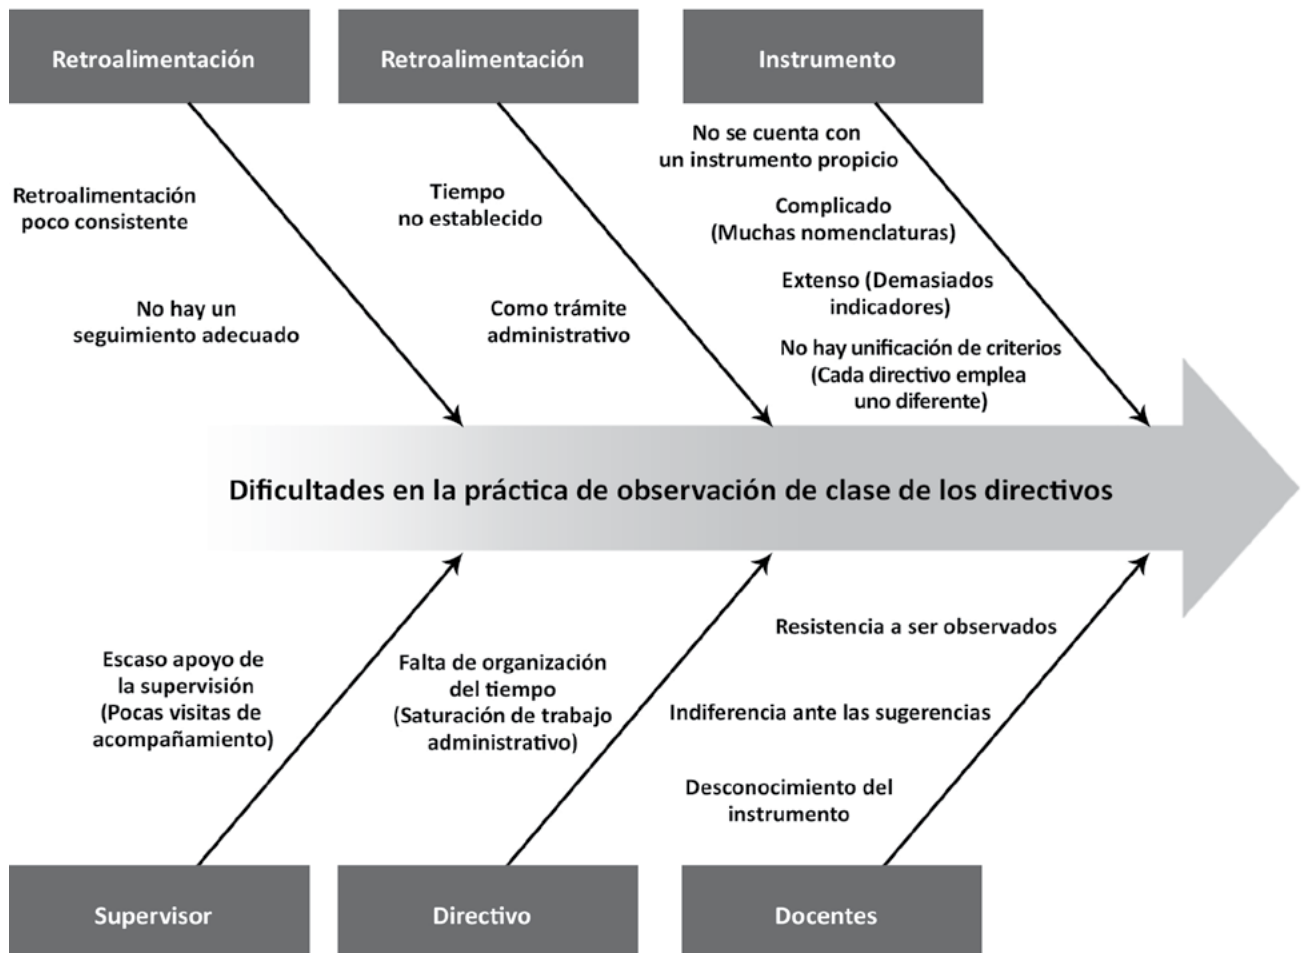 Retroalimentación
Retroalimentación
Instrumento
Retroalimentación
poco consistente
No hay un
seguimiento adecuado
Tiempo
no establecido
Como trámite
administrativo
No se cuenta con
un instrumento propicio
Complicado
(Muchas nomenclaturas)
Extenso (Demasiados
indicadores)
No hay unificación de criterios
(Cada directivo emplea
uno diferente)
Dificultades en la práctica de observación de clase de los directivos
Escaso apoyo de
la supervisión
(Pocas visitas de
acompañamiento)
Falta de organización
del tiempo
(Saturación de trabajo
administrativo)
Resistencia a ser observados
Indiferencia ante las sugerencias
Desconocimiento del
instrumento
Supervisor
Directivo
Docentes